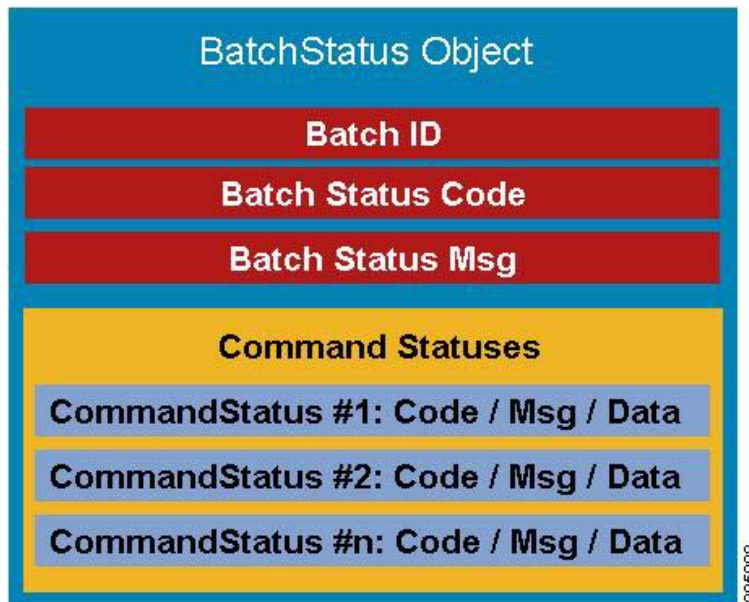 BatchStatus Object
Batch ID
Batch Status Code
Batch Status Msg
Command Statuses
CommandStatus #1: Code / Msg / Data
CommandStatus #2: Code / Msg / Data
CommandStatus #n: Code / Msg / Data